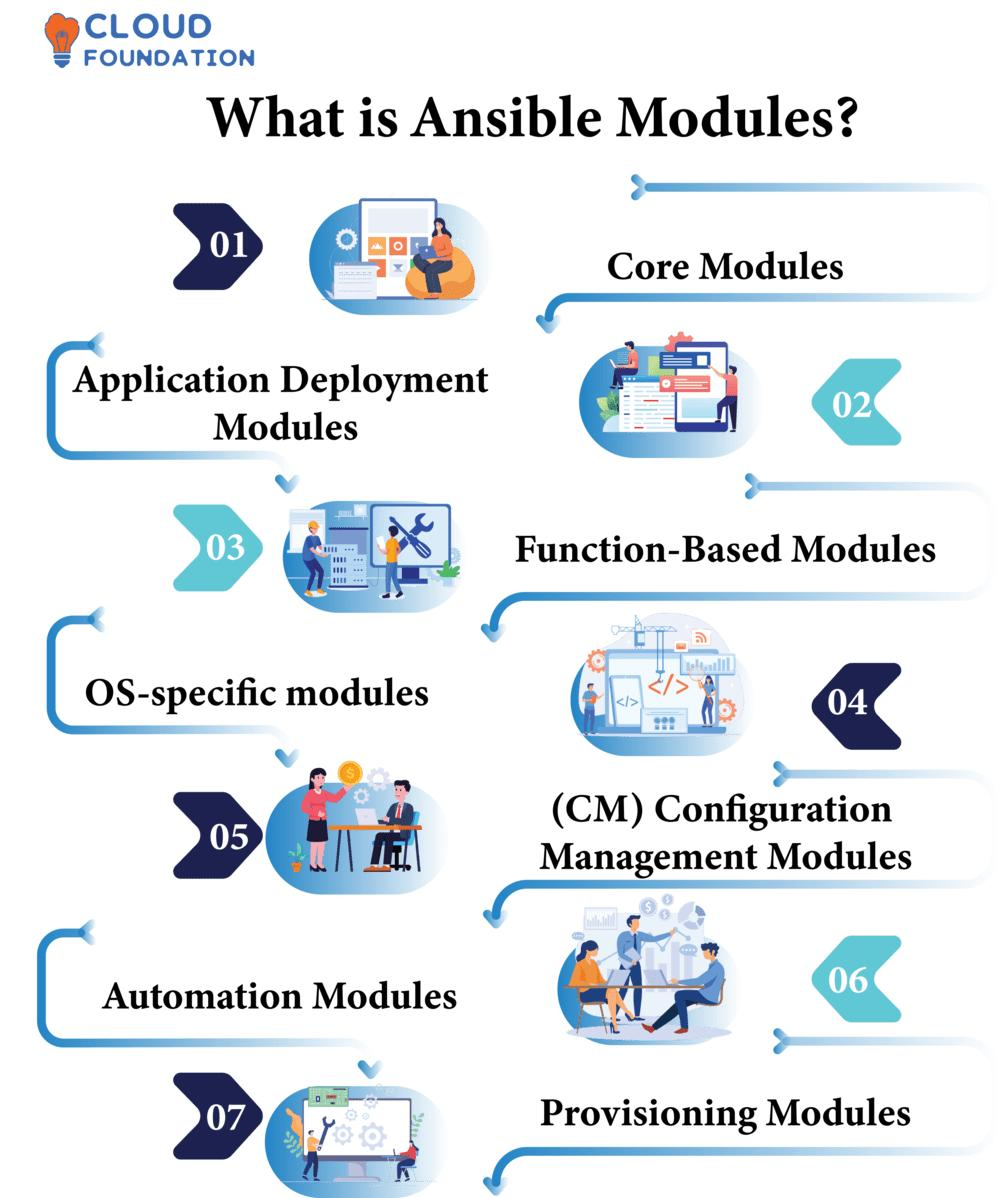 CLOUD
FOUNDATION
What is Ansible Modules?
01
Core Modules
Application Deployment
Modules
02
03
Function-Based Modules
OS-specific modules
04
05
(CM) Configuration
Management Modules
Automation Modules
06
07
Provisioning Modules